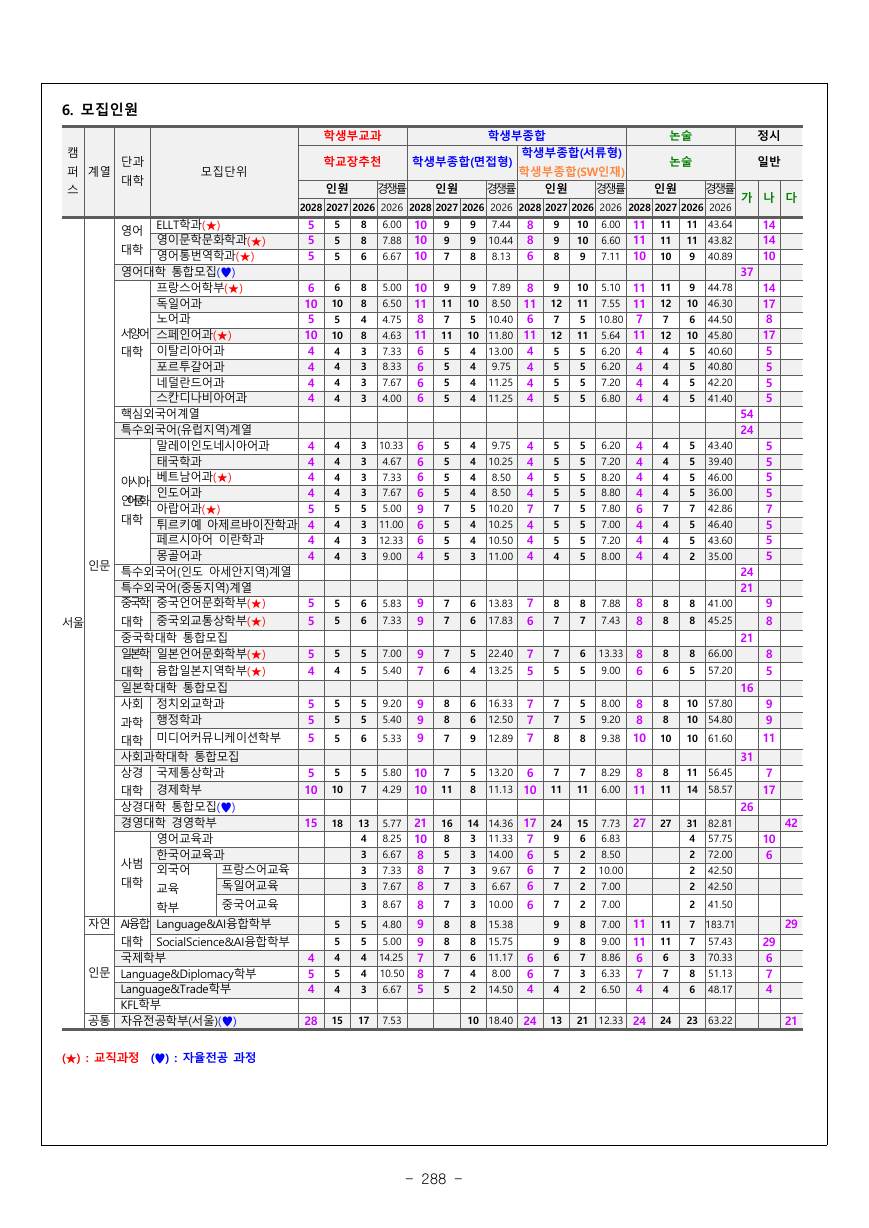 6. 모집인원
캠퍼스 계열 단과대학 모집단위 학생부교과 학생부종합 논술 정시
학교장추천 학생부종합(면접형) 학생부종합(서류형) 학생부종합(SW인재) 논술 일반
인원 경쟁률 인원 경쟁률 인원 경쟁률 인원 경쟁률 가 나 다
2028 2027 2026 2026 2028 2027 2026 2026 2028 2027 2026 2026 2028 2027 2026 2026
서울 인문 영어대학 ELLT학과(★) 5 5 8 6.00 10 9 9 7.44 8 9 10 6.00 11 11 11 43.64 14
영미문학문화학과(★) 5 5 8 7.88 10 9 9 10.44 8 9 10 6.60 11 11 11 43.82 14
영어통번역학과(★) 5 5 6 6.67 10 7 8 8.13 6 8 9 7.11 10 10 9 40.89 10
영어대학 통합모집(♥) 37
서양어대학 프랑스어학부(★) 6 6 8 5.00 10 9 9 7.89 8 9 10 5.10 11 11 9 44.78 14
독일어과 10 10 8 6.50 11 11 10 8.50 11 12 11 7.55 11 12 10 46.30 17
노어과 5 5 4 4.75 8 7 5 10.40 6 7 5 10.80 7 7 6 44.50 8
스페인어과(★) 10 10 8 4.63 11 11 10 11.80 11 12 11 5.64 11 12 10 45.80 17
이탈리아어과 4 4 3 7.33 6 5 4 13.00 4 5 5 6.20 4 4 5 40.60 5
포르투갈어과 4 4 3 8.33 6 5 4 9.75 4 5 5 6.20 4 4 5 40.80 5
네덜란드어과 4 4 3 7.67 6 5 4 11.25 4 5 5 7.20 4 4 5 42.20 5
스칸디나비아어과 4 4 3 4.00 6 5 4 11.25 4 5 5 6.80 4 4 5 41.40 5
핵심외국어계열 54
특수외국어(유럽지역)계열 24
아시아언어문화대학 말레이인도네시아어과 4 4 3 10.33 6 5 4 9.75 4 5 5 6.20 4 4 5 43.40 5
태국학과 4 4 3 4.67 6 5 4 10.25 4 5 5 7.20 4 4 5 39.40 5
베트남어과(★) 4 4 3 7.33 6 5 4 8.50 4 5 5 8.20 4 4 5 46.00 5
인도어과 4 4 3 7.67 6 5 4 8.50 4 5 5 8.80 4 4 5 36.00 5
아랍어과(★) 5 5 5 5.00 9 7 5 10.20 7 7 5 7.80 6 7 7 42.86 7
튀르키예 아제르바이잔학과 4 4 3 11.00 6 5 4 10.25 4 5 5 7.00 4 4 5 46.40 5
페르시아어 이란학과 4 4 3 12.33 6 5 4 10.50 4 5 5 7.20 4 4 5 43.60 5
몽골어과 4 4 3 9.00 4 5 3 11.00 4 4 5 8.00 4 4 2 35.00 5
특수외국어(인도 아세안지역)계열 24
특수외국어(중동지역)계열 21
중국학대학 중국언어문화학부(★) 5 5 6 5.83 9 7 6 13.83 7 8 8 7.88 8 8 8 41.00 9
중국외교통상학부(★) 5 5 6 7.33 9 7 6 17.83 6 7 7 7.43 8 8 8 45.25 8
중국학대학 통합모집 21
일본학대학 일본언어문화학부(★) 5 5 5 7.00 9 7 5 22.40 7 7 6 13.33 8 8 8 66.00 8
융합일본지역학부(★) 4 4 5 5.40 7 6 4 13.25 5 5 5 9.00 6 6 5 57.20 5
일본학대학 통합모집 16
사회과학대학 정치외교학과 5 5 5 9.20 9 8 6 16.33 7 7 5 8.00 8 8 10 57.80 9
행정학과 5 5 5 5.40 9 8 6 12.50 7 7 5 9.20 8 8 10 54.80 9
미디어커뮤니케이션학부 5 5 6 5.33 9 7 9 12.89 7 8 8 9.38 10 10 10 61.60 11
사회과학대학 통합모집 31
상경대학 국제통상학과 5 5 5 5.80 10 7 5 13.20 6 7 7 8.29 8 8 11 56.45 7
경제학부 10 10 7 4.29 10 11 8 11.13 10 11 11 6.00 11 11 14 58.57 17
상경대학 통합모집(♥) 26
경영대학 경영학부 15 18 13 5.77 21 16 14 14.36 17 24 15 7.73 27 27 31 82.81 42
사범대학 영어교육과 4 8.25 10 8 3 11.33 7 9 6 6.83 4 57.75 10
한국어교육과 3 6.67 8 5 3 14.00 6 5 2 8.50 2 72.00 6
외국어교육학부 프랑스어교육 3 7.33 8 7 3 9.67 6 7 2 10.00 2 42.50
독일어교육 3 7.67 8 7 3 6.67 6 7 2 7.00 2 42.50
중국어교육 3 8.67 8 7 3 10.00 6 7 2 7.00 2 41.50
자연 AI융합대학 Language&AI융합학부 5 5 4.80 9 8 8 15.38 9 8 7.00 11 11 7 183.71 29
인문 SocialScience&AI융합학부 5 5 5.00 9 8 8 15.75 9 8 9.00 11 11 7 57.43 29
국제학부 4 4 4 14.25 7 7 6 11.17 6 6 7 8.86 6 6 3 70.33 6
Language&Diplomacy학부 5 5 4 10.50 8 7 4 8.00 6 7 3 6.33 7 7 8 51.13 7
Language&Trade학부 4 4 3 6.67 5 5 2 14.50 4 4 2 6.50 4 4 6 48.17 4
KFL학부
공통 자유전공학부(서울)(♥) 28 15 17 7.53 10 18.40 24 13 21 12.33 24 24 23 63.22 21
(★) : 교직과정 (♥) : 자율전공 과정
- 288 -